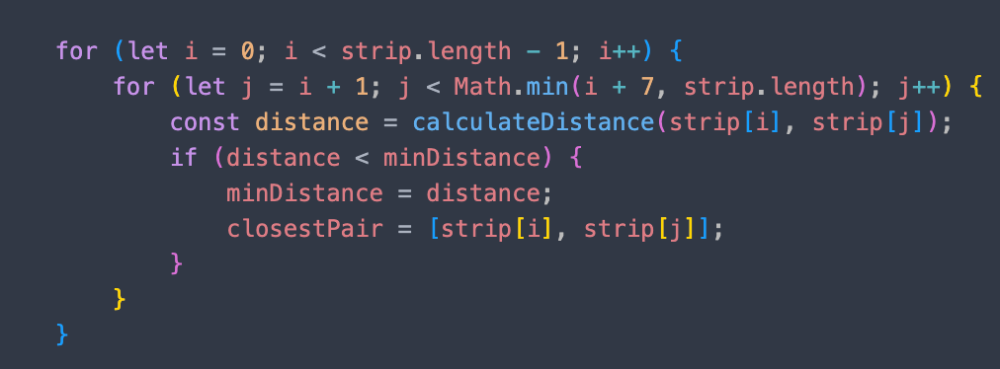 for (let i = 0; i < strip.length - 1; i++) {
    for (let j = i + 1; j < Math.min(i + 7, strip.length); j++) {
        const distance = calculateDistance(strip[i], strip[j]);
        if (distance < minDistance) {
            minDistance = distance;
            closestPair = [strip[i], strip[j]];
        }
    }
}